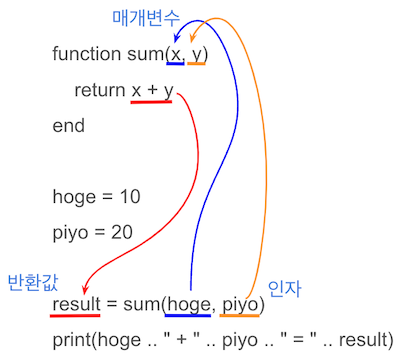 매개변수
function sum(x, y)
return x + y
end
hoge = 10
piyo = 20
반환값
인자
result = sum(hoge, piyo)
print(hoge .. " + " .. piyo .. " = " .. result)